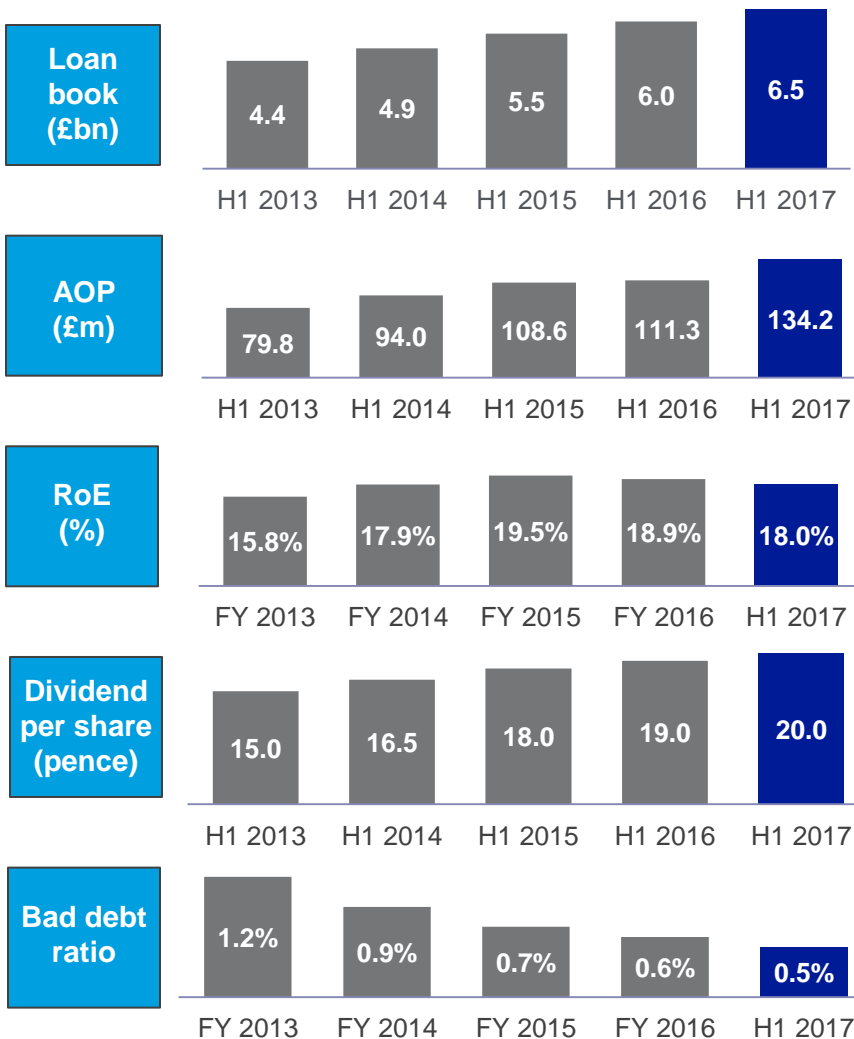 Loan
book
(£bn)
4.4 4.9 5.5 6.0 6.5
H1 2013 H1 2014 H1 2015 H1 2016 H1 2017
AOP
(£m)
79.8 94.0 108.6 111.3 134.2
H1 2013 H1 2014 H1 2015 H1 2016 H1 2017
RoE
(%)
15.8% 17.9% 19.5% 18.9% 18.0%
FY 2013 FY 2014 FY 2015 FY 2016 H1 2017
Dividend
per share
(pence)
15.0 16.5 18.0 19.0 20.0
H1 2013 H1 2014 H1 2015 H1 2016 H1 2017
Bad debt
ratio
1.2% 0.9% 0.7% 0.6% 0.5%
FY 2013 FY 2014 FY 2015 FY 2016 H1 2017